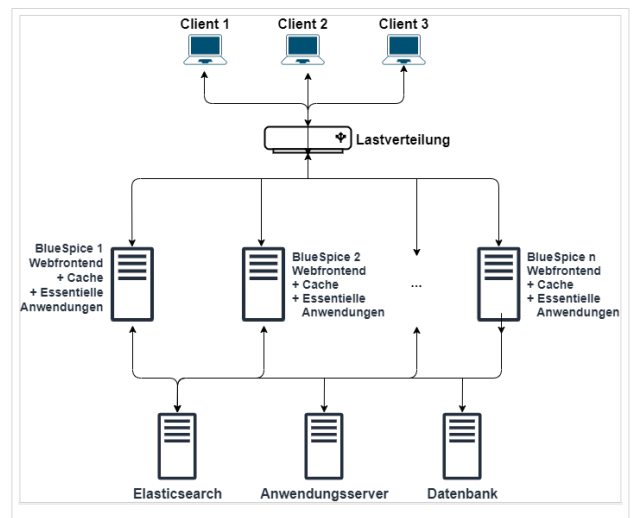 Client 1
Client 2
Client 3
Lastverteilung
BlueSpice 1
Webfrontend
+ Cache
+ Essentielle
Anwendungen
BlueSpice 2
Webfrontend
+ Cache
+ Essentielle
Anwendungen
...
BlueSpice n
Webfrontend
+ Cache
+ Essentielle
Anwendungen
Elasticsearch
Anwendungsserver
Datenbank